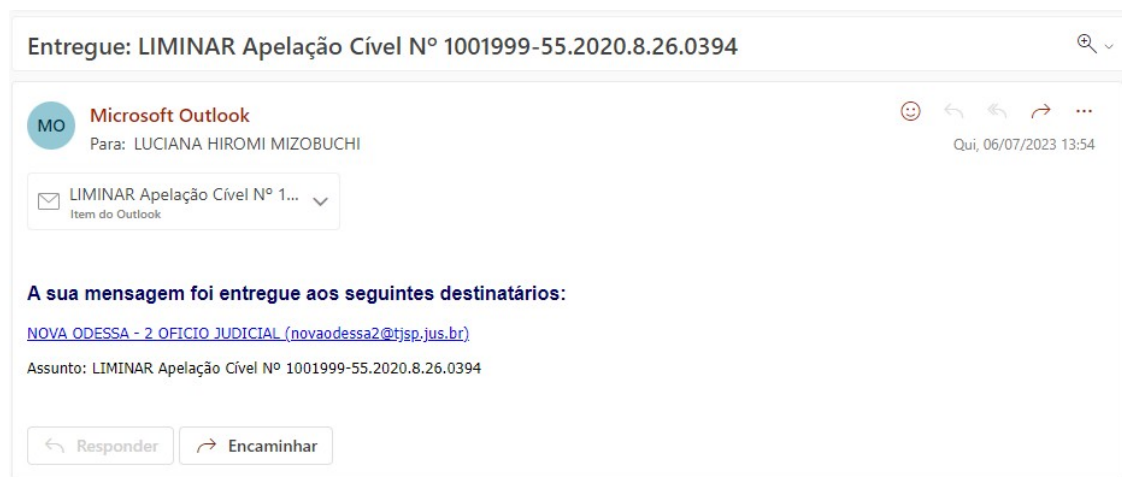 Entregue: LIMINAR Apelação Cível Nº 1001999-55.2020.8.26.0394
MO
Microsoft Outlook
Para: LUCIANA HIROMI MIZOBUCHI
Qui, 06/07/2023 13:54
LIMINAR Apelação Cível Nº 1...
Item do Outlook
A sua mensagem foi entregue aos seguintes destinatários:
NOVA ODESSA - 2 OFICIO JUDICIAL (novaodessa2@tjsp.jus.br)
Assunto: LIMINAR Apelação Cível Nº 1001999-55.2020.8.26.0394
Responder
Encaminhar